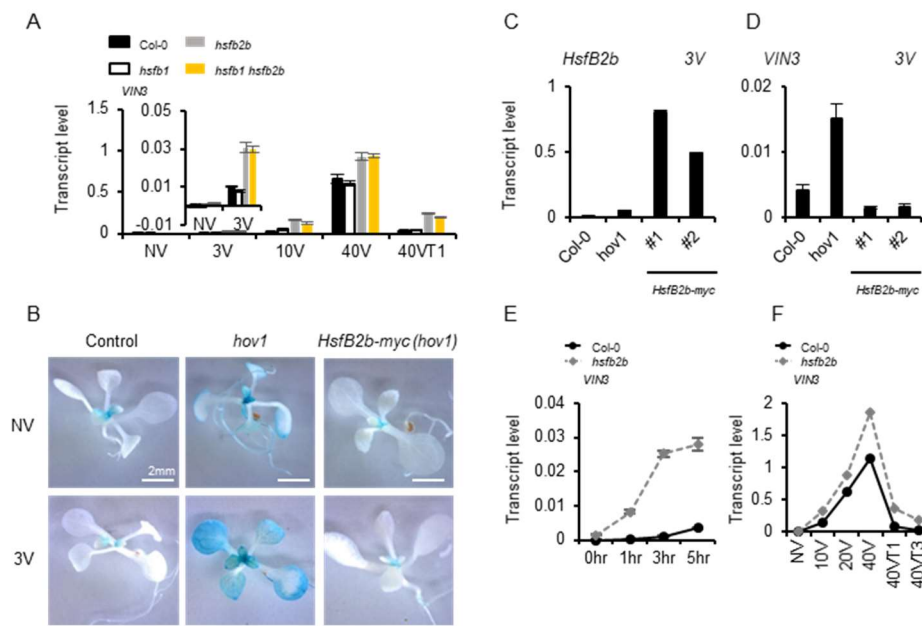 A
Col-0
hsfb2b
hsfb1
hsfb1 hsfb2b
VIN3
Transcript level
1.5
1
0.5
0
0.05
0.03
0.01
-0.01
NV
3V
NV
3V
10V
40V
40VT1
B
Control
hov1
HsfB2b-myc (hov1)
NV
2mm
3V
C
HsfB2b
3V
Transcript level
1
0.5
0
Col-0
hov1
#1
#2
HsfB2b-myc
D
VIN3
3V
Transcript level
0.02
0.01
0
Col-0
hov1
#1
#2
HsfB2b-myc
E
Col-0
hsfb2b
VIN3
Transcript level
0.04
0.03
0.02
0.01
0
0hr
1hr
3hr
5hr
F
Col-0
hsfb2b
VIN3
Transcript level
2
1.5
1
0.5
0
NV
10V
20V
40V
40VT1
40VT3